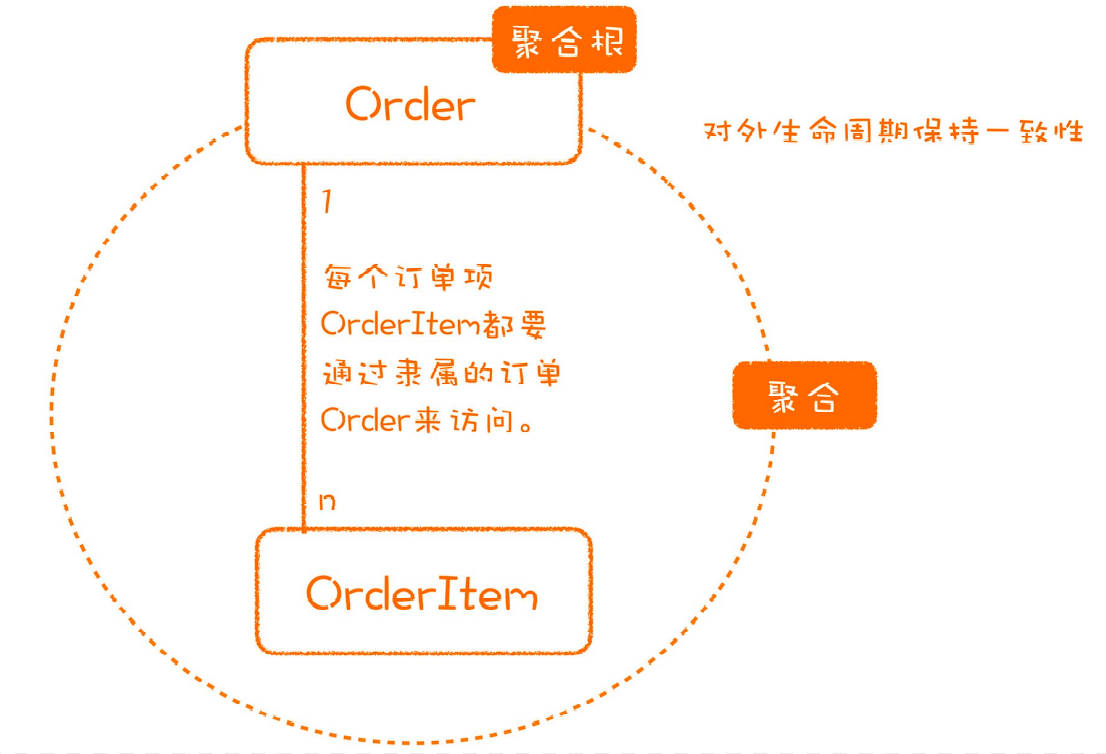 聚合根
Order
对外生命周期保持一致性
1
每个订单项
OrderItem都要
通过隶属的订单
Order来访问。
聚合
n
OrderItem